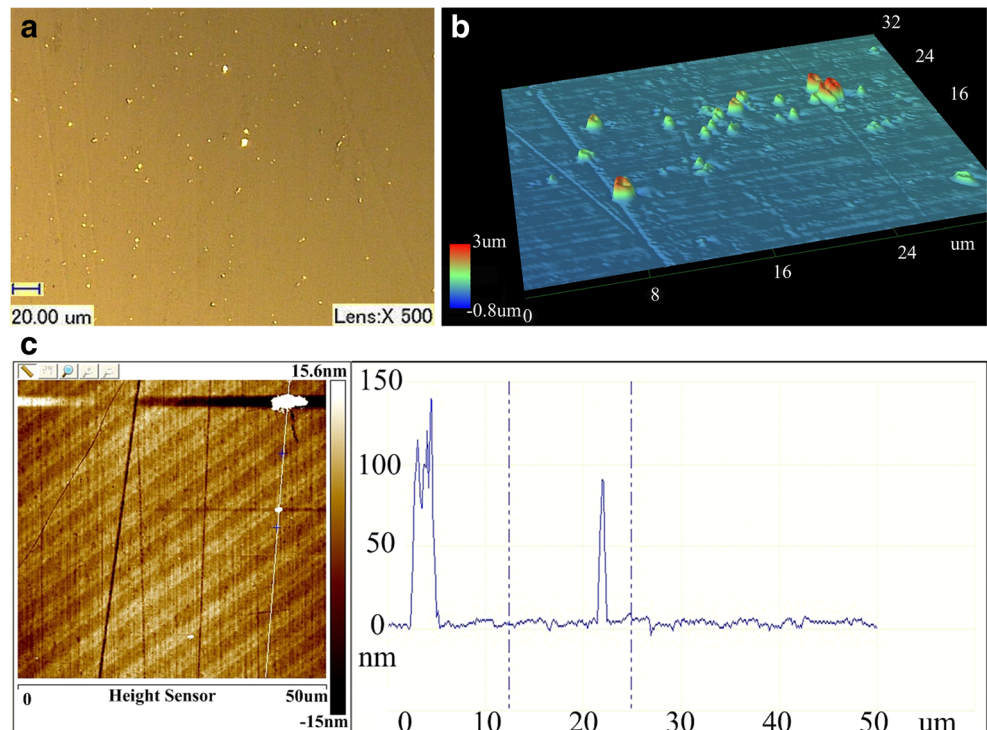 a
20.00 um
Lens:X 500
b
32
24
16
um
24
16
8
0
3um
-0.8um
c
15.6nm
0
Height Sensor
50um
-15nm
150
100
50
0
nm
0 10 20 30 40 50 um